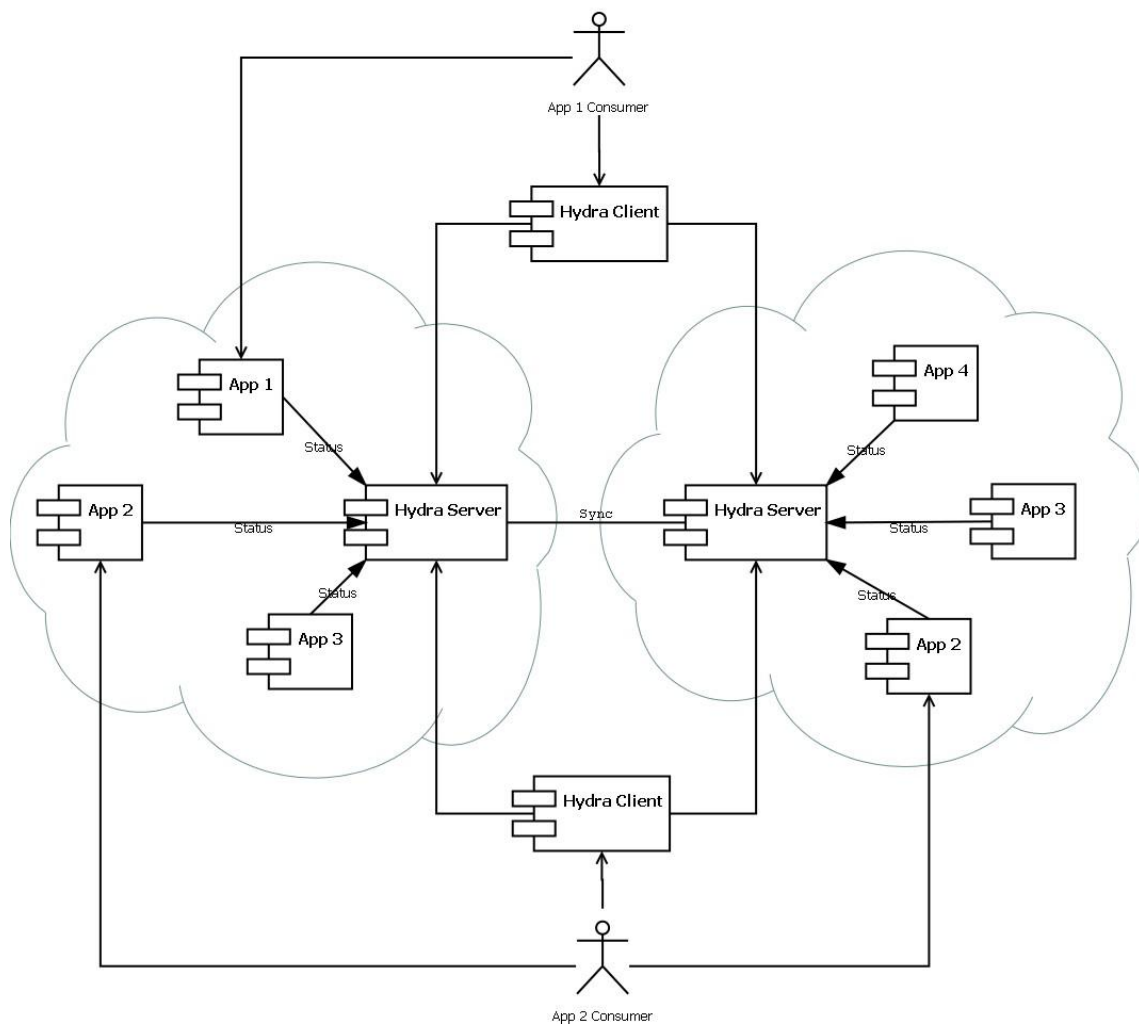 App 1 Consumer
Hydra Client
App 1
App 4
Status
Status
App 2
Hydra Server
Sync
Hydra Server
App 3
Status
Status
Status
Status
App 3
App 2
Hydra Client
App 2 Consumer